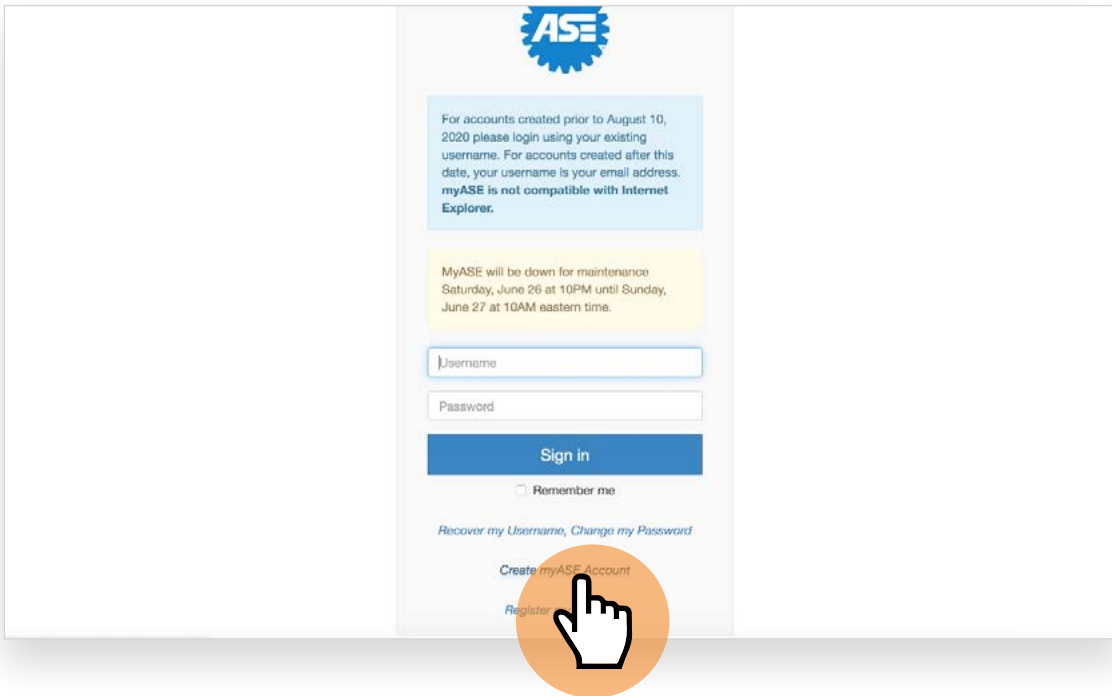 ASE
For accounts created prior to August 10,
2020 please login using your existing
username. For accounts created after this
date, your username is your email address.
myASE is not compatible with Internet
Explorer.
MyASE will be down for maintenance
Saturday, June 26 at 10PM until Sunday,
June 27 at 10AM eastern time.
Username
Password
Sign in
Remember me
Recover my Username, Change my Password
Create myASE Account
Register